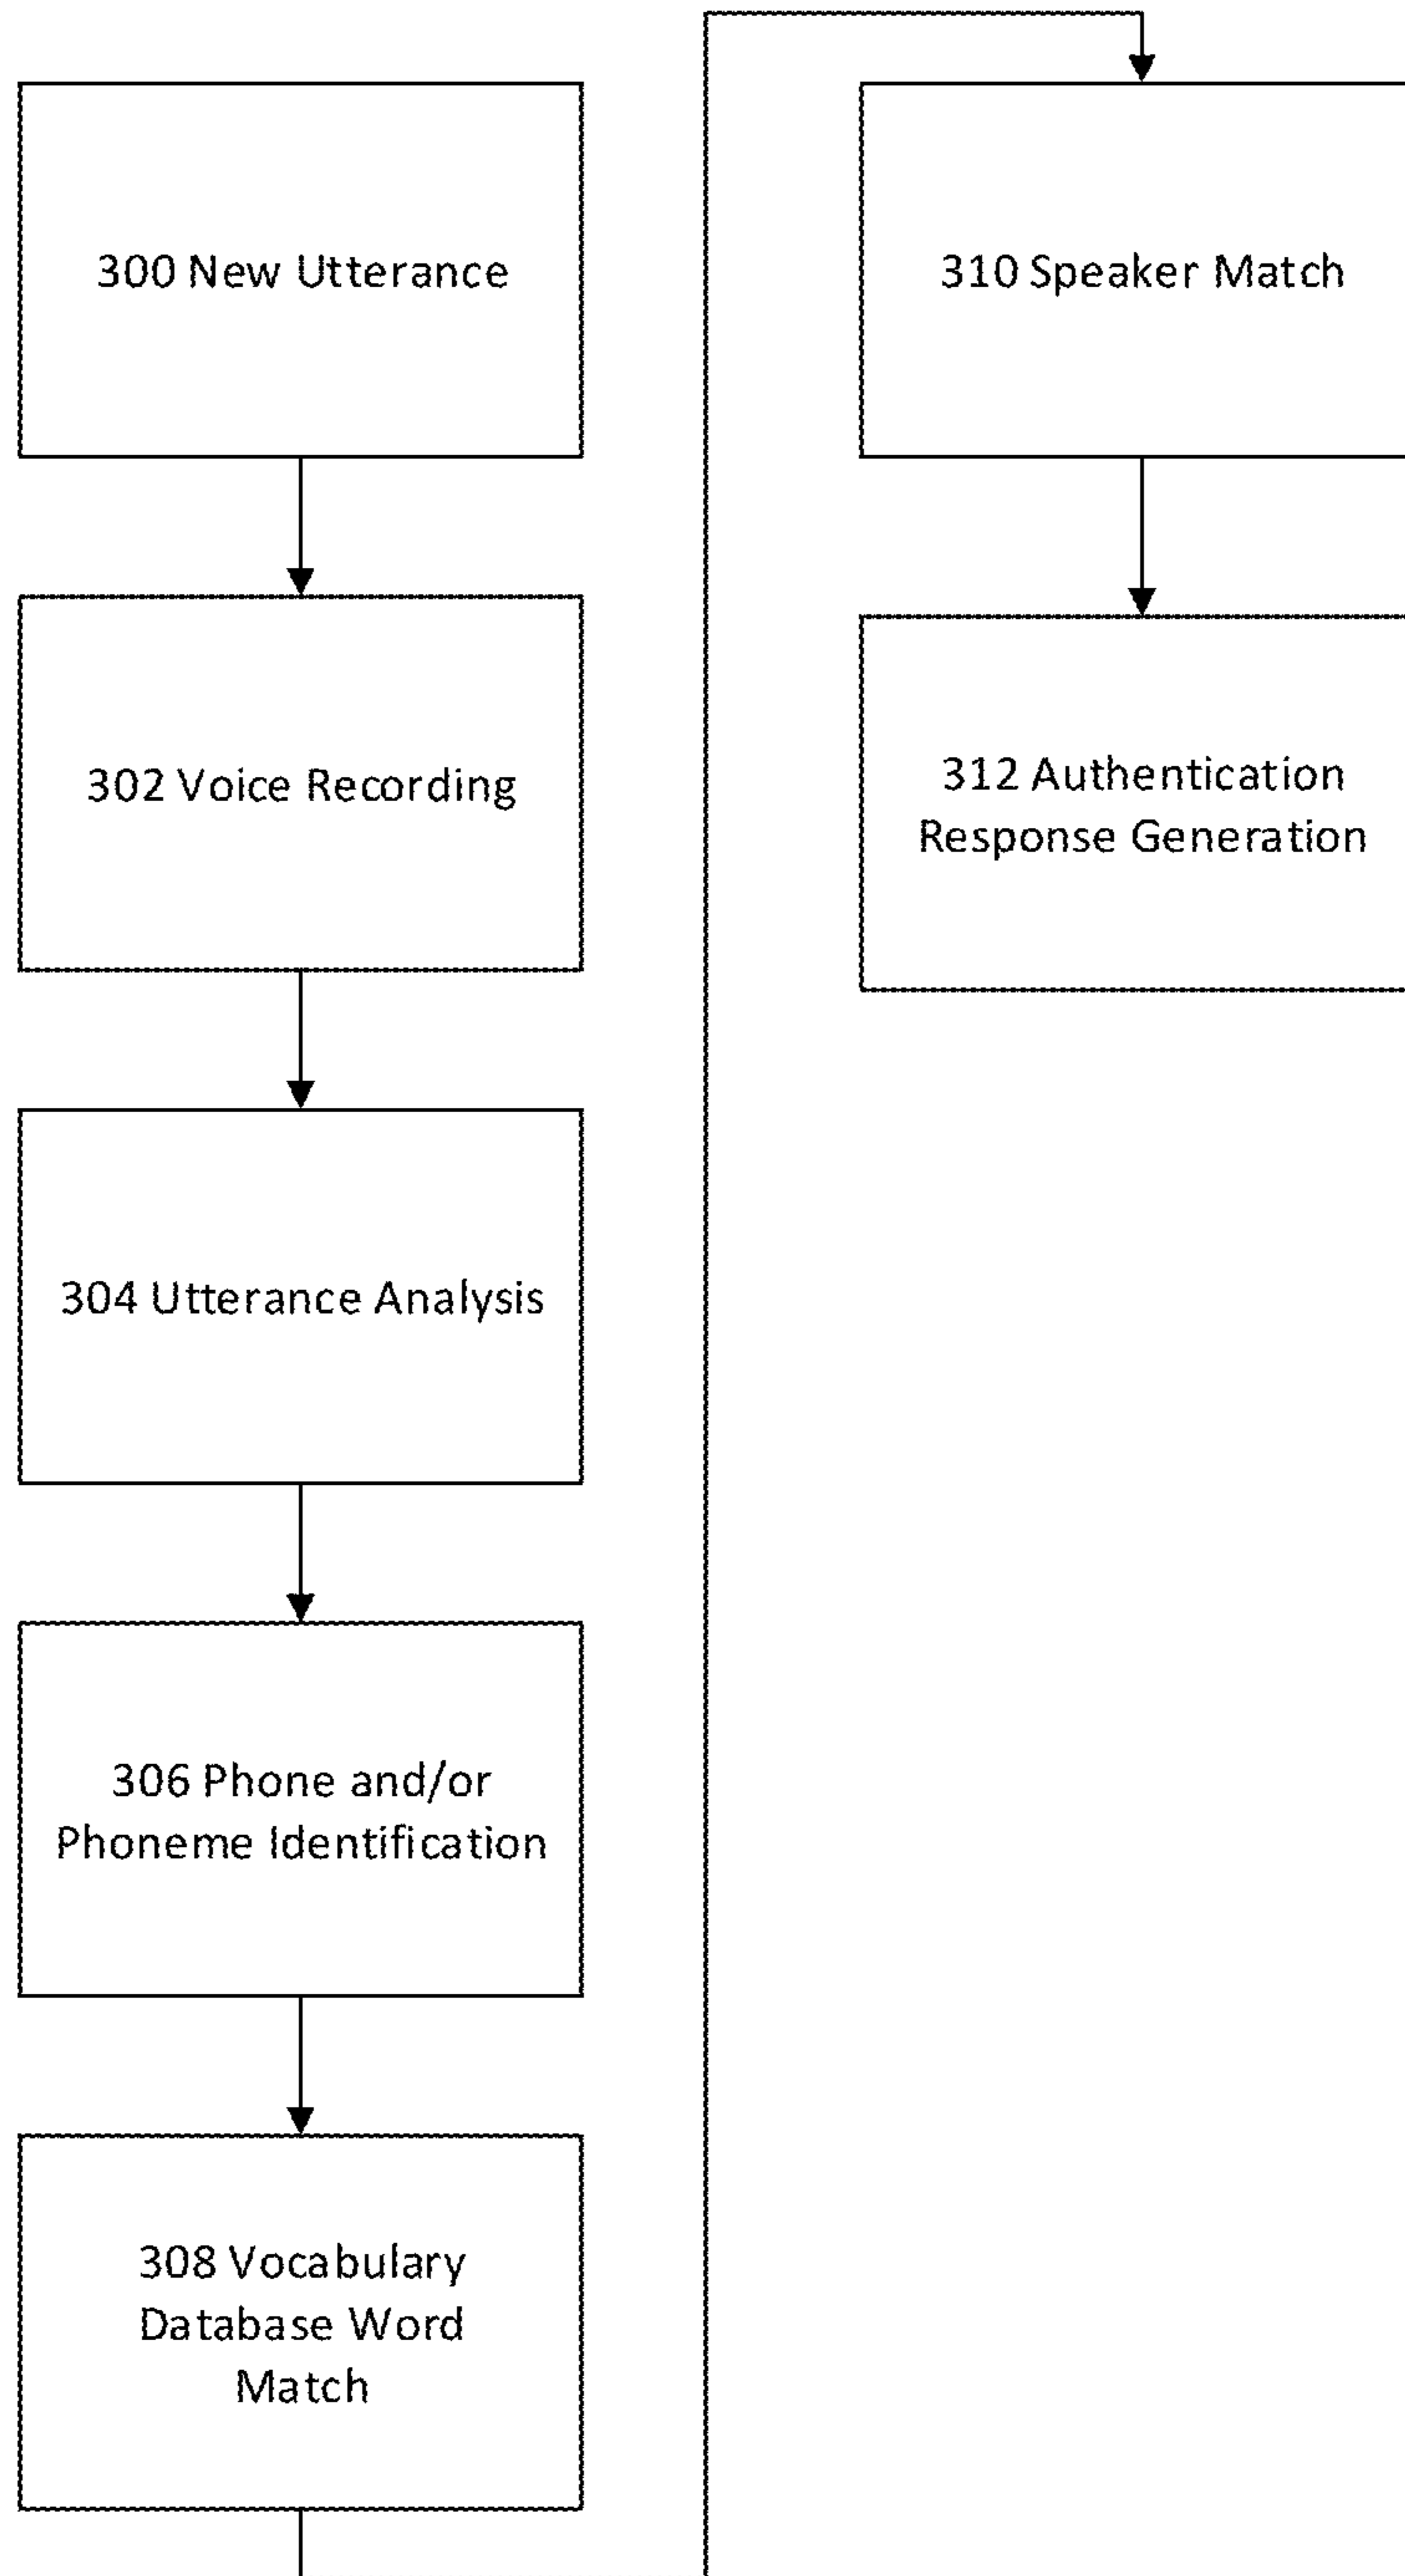 300 New Utterance
302 Voice Recording
304 Utterance Analysis
306 Phone and/or
Phoneme Identification
308 Vocabulary
Database Word
Match
310 Speaker Match
312 Authentication
Response Generation